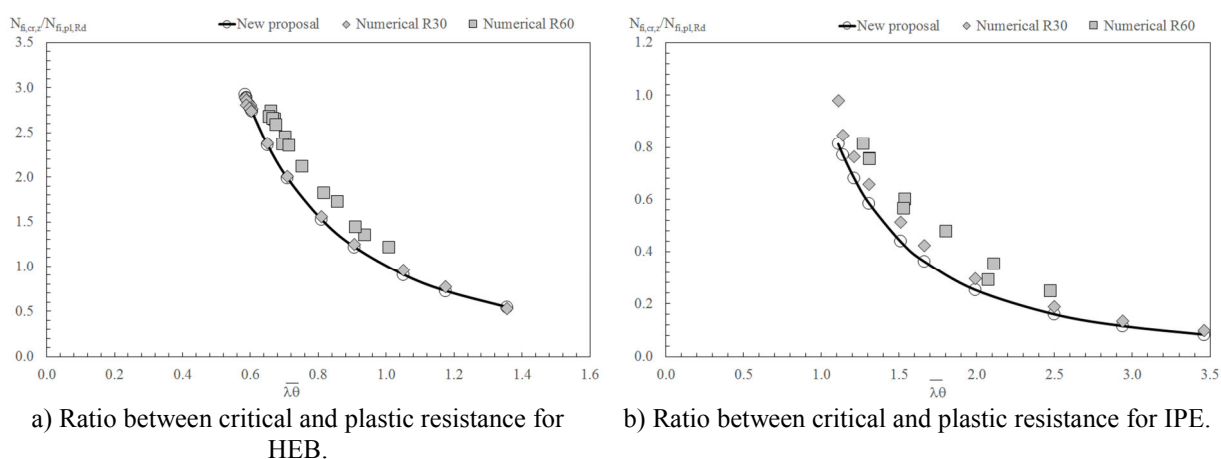 N_fi,cr,z/N_fi,pl,Rd
New proposal Numerical R30 Numerical R60
3.5
3.0
2.5
2.0
1.5
1.0
0.5
0.0
0.0 0.2 0.4 0.6 0.8 1.0 1.2 1.4 1.6
λθ
a) Ratio between critical and plastic resistance for
HEB.
N_fi,cr,z/N_fi,pl,Rd
New proposal Numerical R30 Numerical R60
1.2
1.0
0.8
0.6
0.4
0.2
0.0
0.0 0.5 1.0 1.5 2.0 2.5 3.0 3.5
λθ
b) Ratio between critical and plastic resistance for IPE.